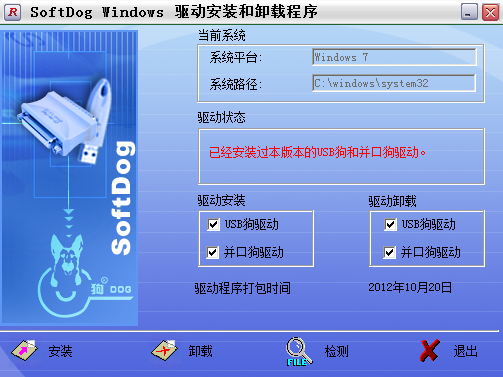 R SoftDog Windows 驱动安装和卸载程序
当前系统
系统平台: Windows 7
系统路径: C:\windows\system32
驱动状态
已经安装过本版本的USB狗和并口狗驱动。
SoftDog
狗® DOG
驱动安装 驱动卸载
USB狗驱动 USB狗驱动
并口狗驱动 并口狗驱动
驱动程序打包时间 2012年10月20日
安装 卸载 FILE 检测 退出